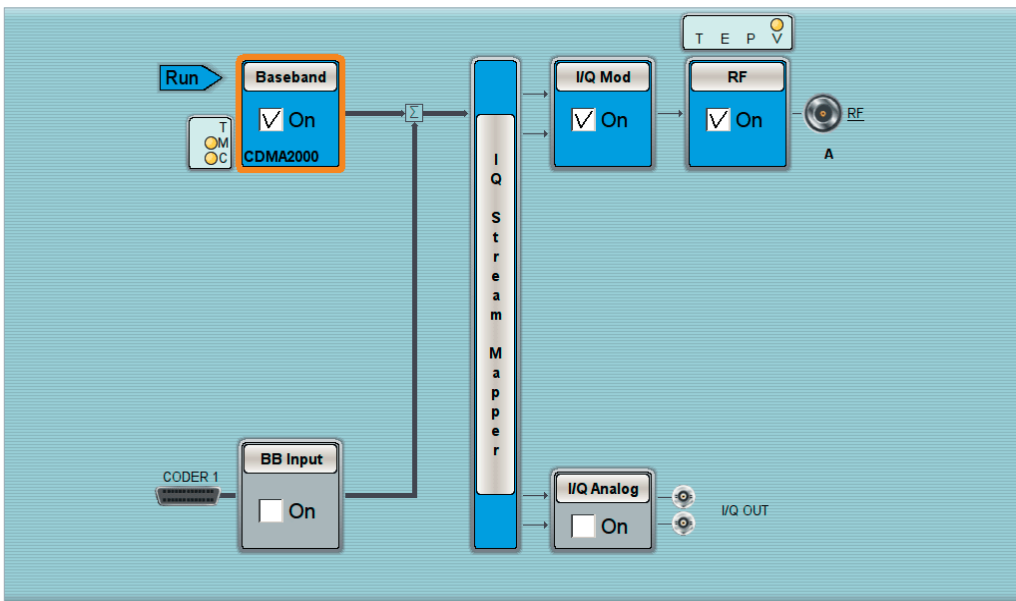 T E P V
Run
Baseband
On
CDMA2000
T
M
C
Σ
I/Q Mod
On
RF
On
RF
A
I
Q
S
t
r
e
a
m
M
a
p
p
e
r
CODER 1
BB Input
On
I/Q Analog
On
I/Q OUT